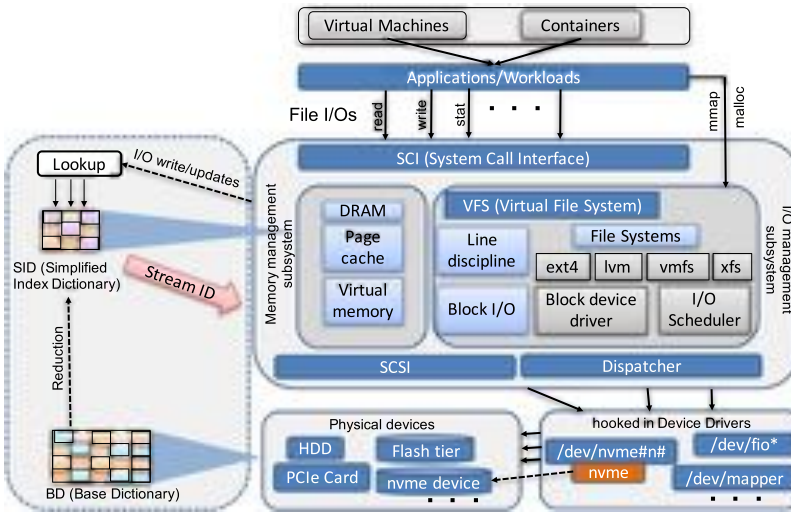 Virtual Machines
Containers
Applications/Workloads
File I/Os
read
write
stat
mmap
malloc
Lookup
I/O write/updates
SCI (System Call Interface)
SID (Simplified
Index Dictionary)
Stream ID
Reduction
BD (Base Dictionary)
Memory management
subsystem
DRAM
Page
cache
Virtual
memory
VFS (Virtual File System)
Line
discipline
File Systems
ext4
lvm
vmfs
xfs
Block I/O
Block device
driver
I/O
Scheduler
I/O management
subsystem
SCSI
Dispatcher
Physical devices
HDD
Flash tier
PCIe Card
nvme device
hooked in Device Drivers
/dev/nvme#n#
/dev/fio*
nvme
/dev/mapper